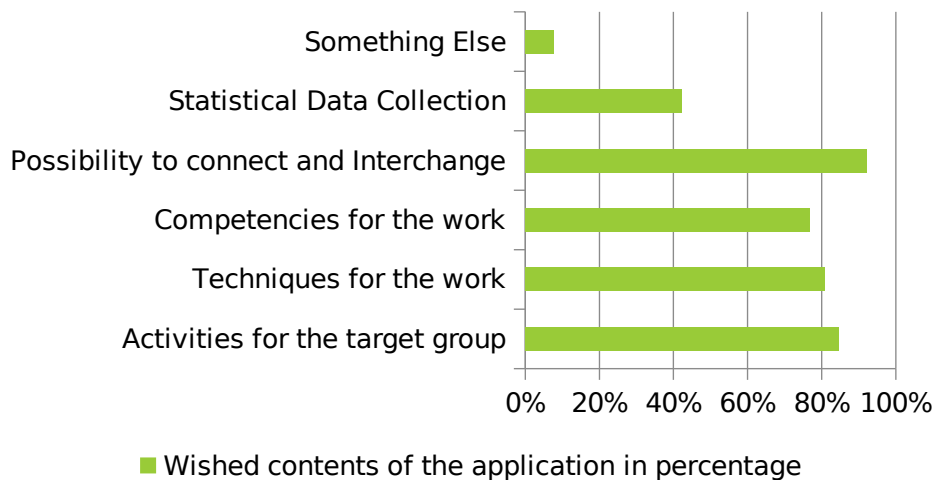 Something Else
Statistical Data Collection
Possibility to connect and Interchange
Competencies for the work
Techniques for the work
Activities for the target group
0% 20% 40% 60% 80% 100%
Wished contents of the application in percentage